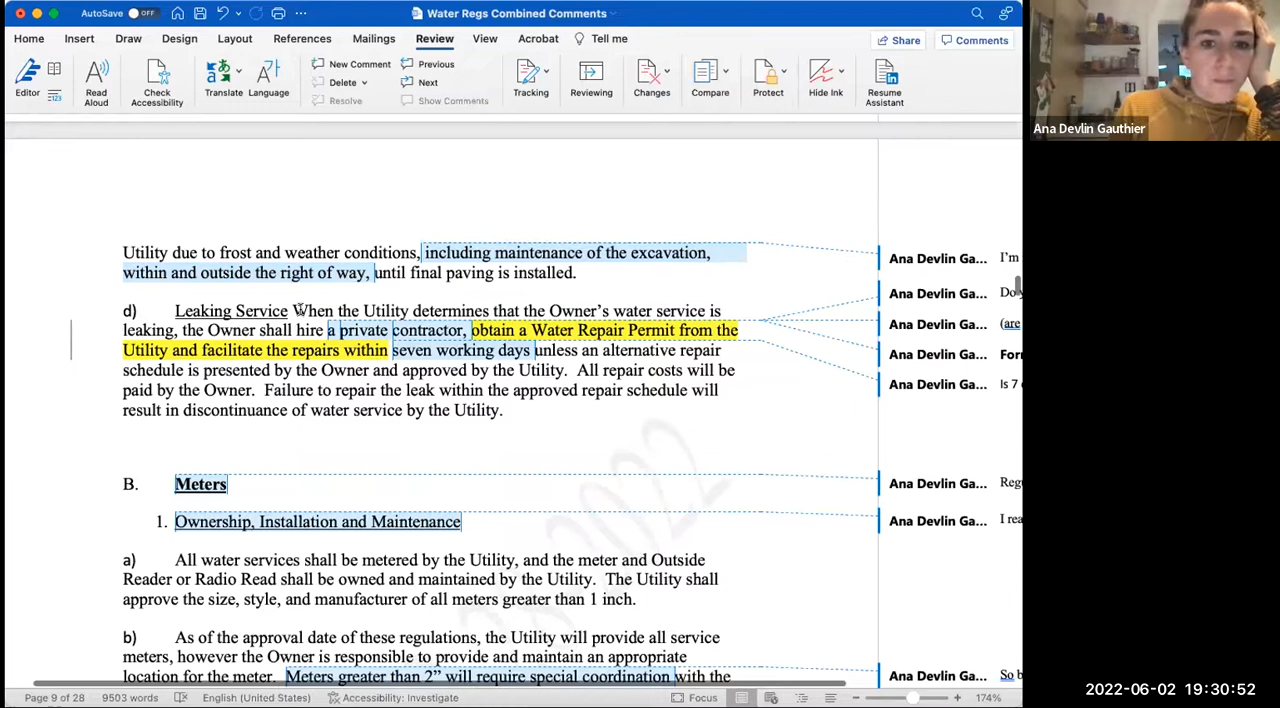 AutoSave OFF
Water Regs Combined Comments
Home Insert Draw Design Layout References Mailings Review View Acrobat Tell me
Share Comments
Editor
Read Aloud
Check Accessibility
Translate Language
New Comment
Delete
Resolve
Previous
Next
Show Comments
Tracking
Reviewing
Changes
Compare
Protect
Hide Ink
Resume Assistant
Ana Devlin Gauthier
Utility due to frost and weather conditions, including maintenance of the excavation,
within and outside the right of way, until final paving is installed.
d) Leaking Service When the Utility determines that the Owner's water service is
leaking, the Owner shall hire a private contractor, obtain a Water Repair Permit from the
Utility and facilitate the repairs within seven working days unless an alternative repair
schedule is presented by the Owner and approved by the Utility. All repair costs will be
paid by the Owner. Failure to repair the leak within the approved repair schedule will
result in discontinuance of water service by the Utility.
B. Meters
1. Ownership, Installation and Maintenance
a) All water services shall be metered by the Utility, and the meter and Outside
Reader or Radio Read shall be owned and maintained by the Utility. The Utility shall
approve the size, style, and manufacturer of all meters greater than 1 inch.
b) As of the approval date of these regulations, the Utility will provide all service
meters, however the Owner is responsible to provide and maintain an appropriate
location for the meter. Meters greater than 2" will require special coordination with the
Ana Devlin Ga... I'm
Ana Devlin Ga... Do
Ana Devlin Ga... (are
Ana Devlin Ga... For
Ana Devlin Ga... Is 7
Ana Devlin Ga... Reg
Ana Devlin Ga... I rea
Ana Devlin Ga... So b
2022
Page 9 of 28 9503 words English (United States) Accessibility: Investigate Focus 174%
2022-06-02 19:30:52